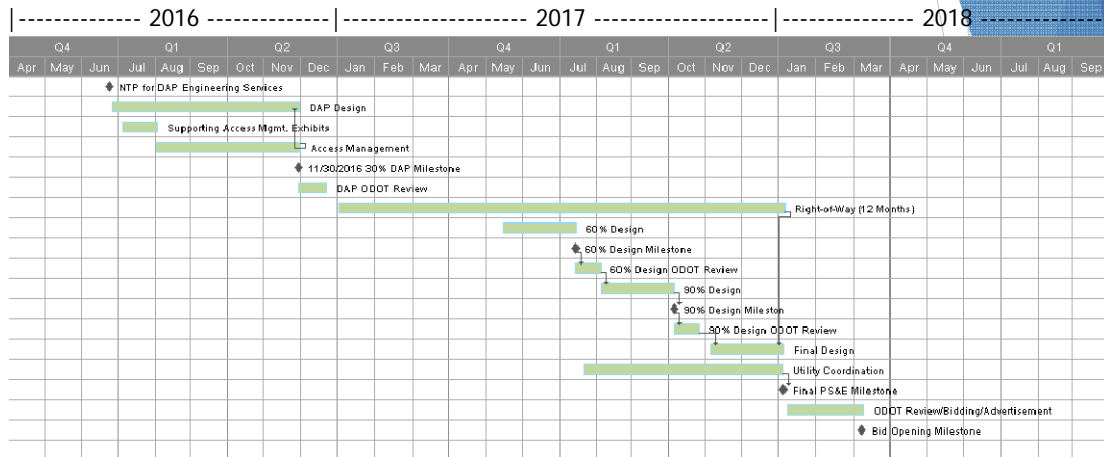 2016 2017 2018
Q4 Q1 Q2 Q3 Q4 Q1 Q2 Q3 Q4 Q1
Apr May Jun Jul Aug Sep Oct Nov Dec Jan Feb Mar Apr May Jun Jul Aug Sep Oct Nov Dec Jan Feb Mar Apr May Jun Jul Aug Sep
NTP for DAP Engineering Services
DAP Design
Supporting Access Mgmt. Exhibits
Access Management
11/30/2016 30% DAP Milestone
DAP ODOT Review
Right-of-Way (12 Months)
60% Design
60% Design Milestone
60% Design ODOT Review
90% Design
90% Design Mileston
90% Design ODOT Review
Final Design
Utility Coordination
Final PS&E Milestone
ODOT Review/Bidding/Advertisement
Bid Opening Milestone